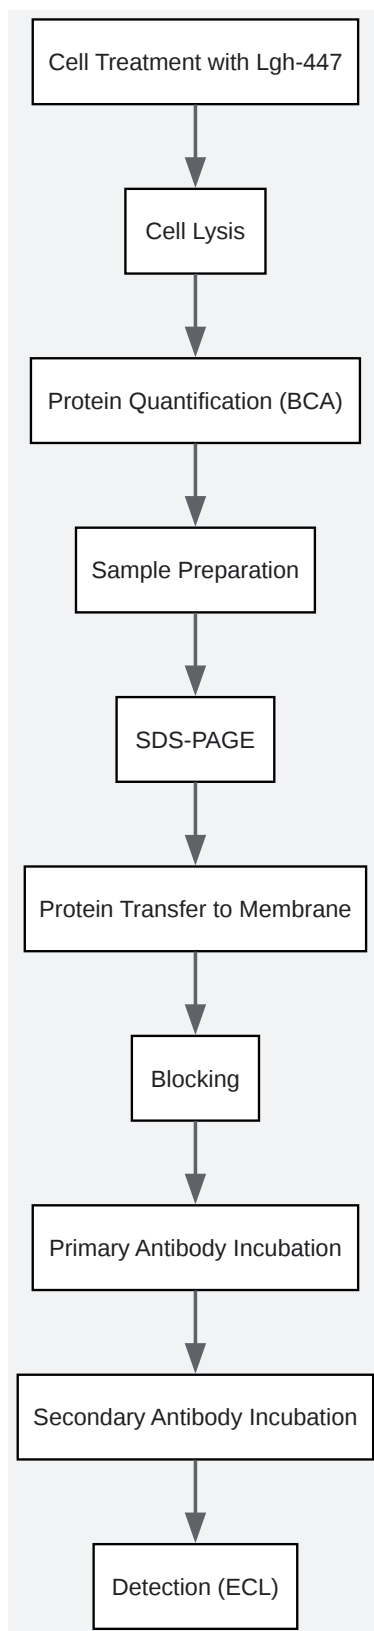 Cell Treatment with Lgh-447
Cell Lysis
Protein Quantification (BCA)
Sample Preparation
SDS-PAGE
Protein Transfer to Membrane
Blocking
Primary Antibody Incubation
Secondary Antibody Incubation
Detection (ECL)